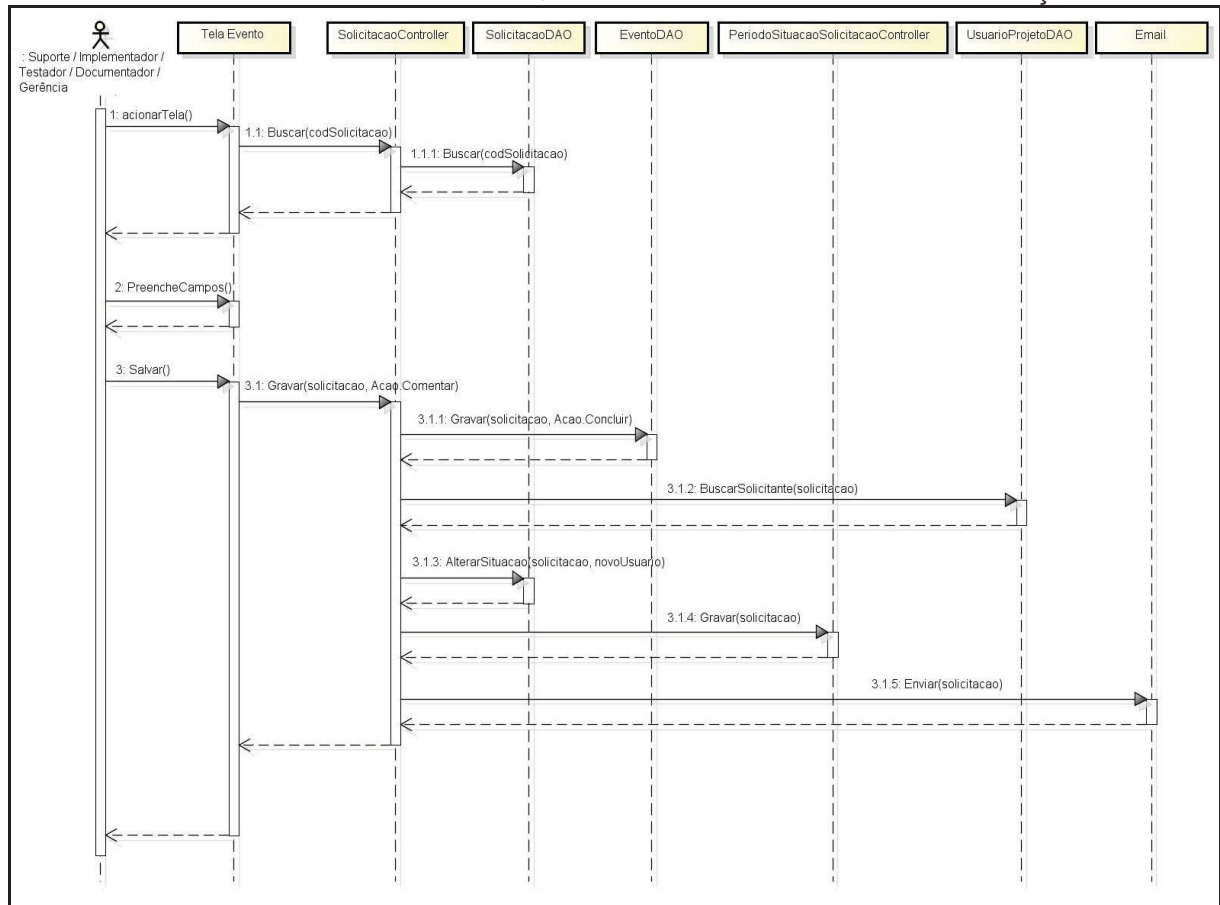 Tela Evento
SolicitacaoController
SolicitacaoDAO
EventoDAO
PeriodoSituacaoSolicitacaoController
UsuarioProjetoDAO
Email
: Suporte / Implementador /
Testador / Documentador /
Gerência
1: acionarTela()
1.1: Buscar(codSolicitacao)
1.1.1: Buscar(codSolicitacao)
2: PreencheCampos()
3: Salvar()
3.1: Gravar(solicitacao, Acao.Comentar)
3.1.1: Gravar(solicitacao, Acao.Concluir)
3.1.2: BuscarSolicitante(solicitacao)
3.1.3: AlterarSituacao(solicitacao, novoUsuario)
3.1.4: Gravar(solicitacao)
3.1.5: Enviar(solicitacao)